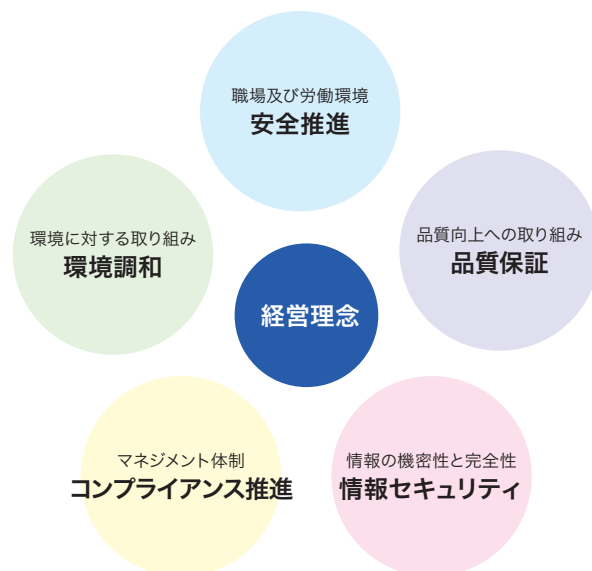 職場及び労働環境
安全推進
環境に対する取り組み
環境調和
品質向上への取り組み
品質保証
経営理念
マネジメント体制
コンプライアンス推進
情報の機密性と完全性
情報セキュリティ